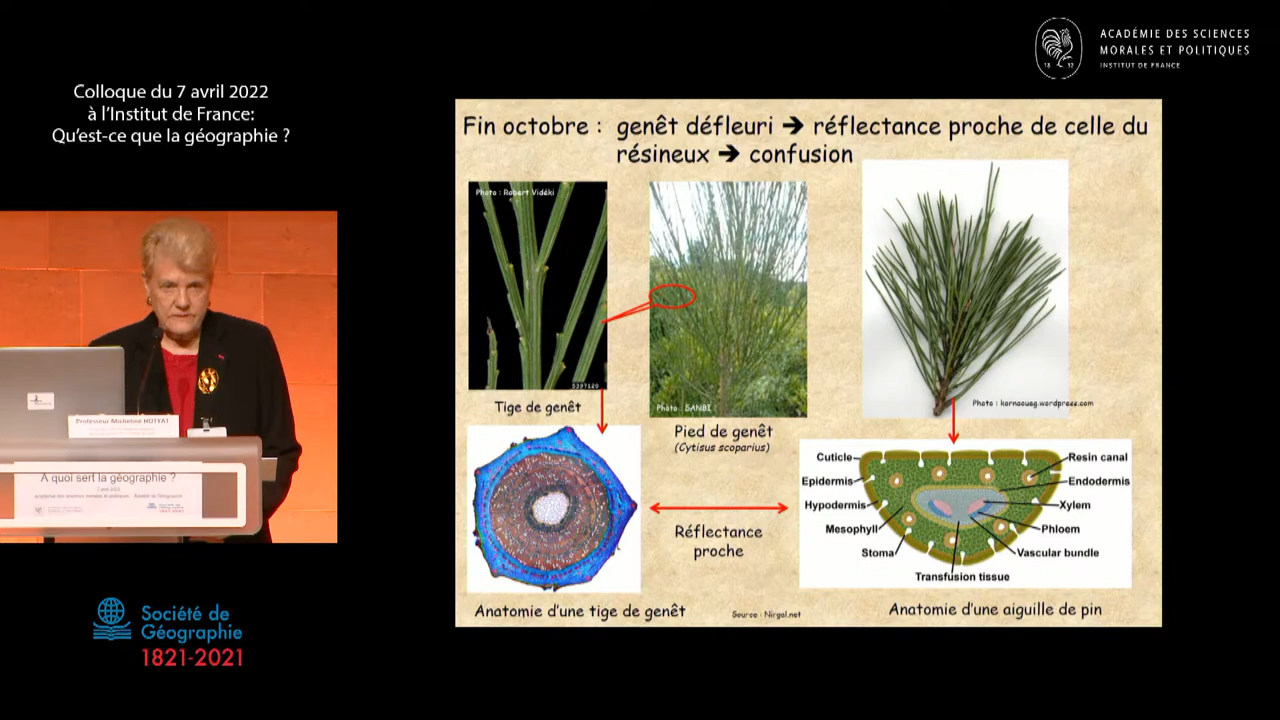 ACADÉMIE DES SCIENCES
MORALES ET POLITIQUES
INSTITUT DE FRANCE
18 32
Colloque du 7 avril 2022
à l'Institut de France:
Qu'est-ce que la géographie ?
Fin octobre : genêt défleuri ➔ réflectance proche de celle du
résineux ➔ confusion
Photo : Robert Vidéki
Tige de genêt
Photo : SANBI
Pied de genêt
(Cytisus scoparius)
Photo : kornaoueg.wordpress.com
Réflectance
proche
Anatomie d'une tige de genêt
Source : Nirgal.net
Cuticle
Epidermis
Hypodermis
Mesophyll
Stoma
Transfusion tissue
Resin canal
Endodermis
Xylem
Phloem
Vascular bundle
Anatomie d'une aiguille de pin
Professeur Micheline HOTYAT
A quoi sert la géographie ?
Société de
Géographie
1821-2021